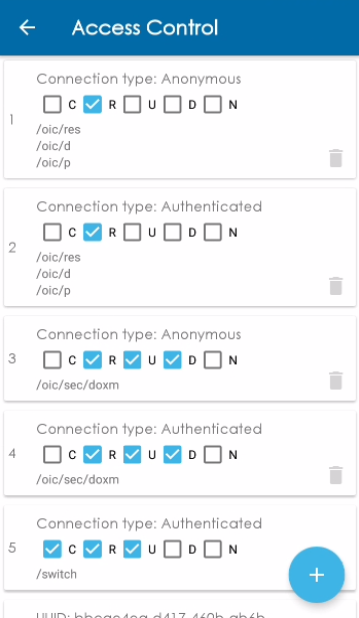 Access Control
Connection type: Anonymous
C R U D N
1
/oic/res
/oic/d
/oic/p
Connection type: Authenticated
C R U D N
2
/oic/res
/oic/d
/oic/p
Connection type: Anonymous
3 C R U D N
/oic/sec/doxm
Connection type: Authenticated
4 C R U D N
/oic/sec/doxm
Connection type: Authenticated
5 C R U D N
/switch
UUID: